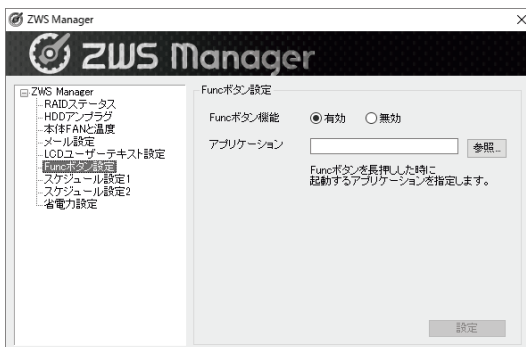 ZWS Manager
ZWS Manager
ZWS Manager
RAIDステータス
HDDアンプラグ
本体FANと温度
メール設定
LCDユーザーテキスト設定
Funcボタン設定
スケジュール設定1
スケジュール設定2
省電力設定
Funcボタン設定
Funcボタン機能 有効 無効
アプリケーション 参照...
Funcボタンを長押しした時に
起動するアプリケーションを指定します。
設定